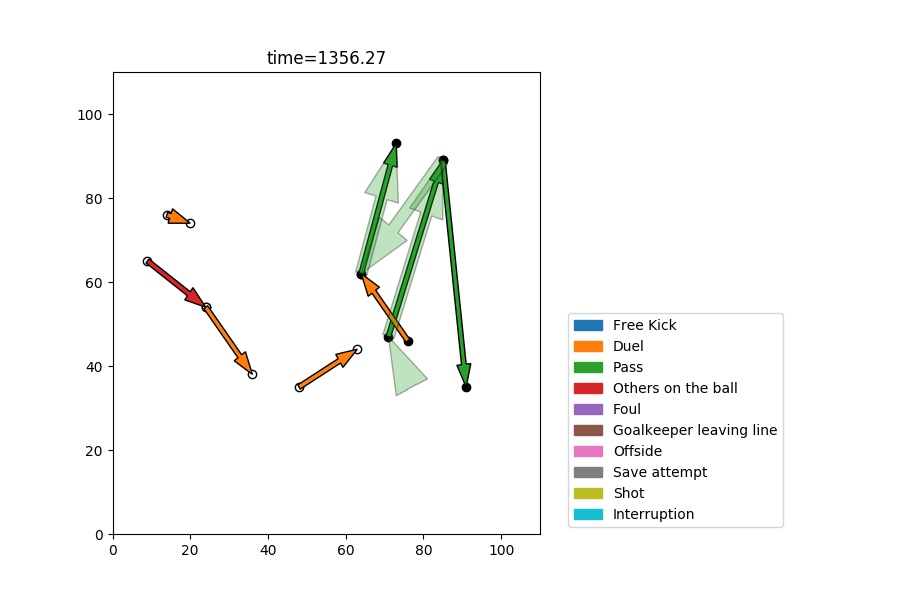 time=1356.27
100
80
60
40
20
0
0 20 40 60 80 100
Free Kick
Duel
Pass
Others on the ball
Foul
Goalkeeper leaving line
Offside
Save attempt
Shot
Interruption